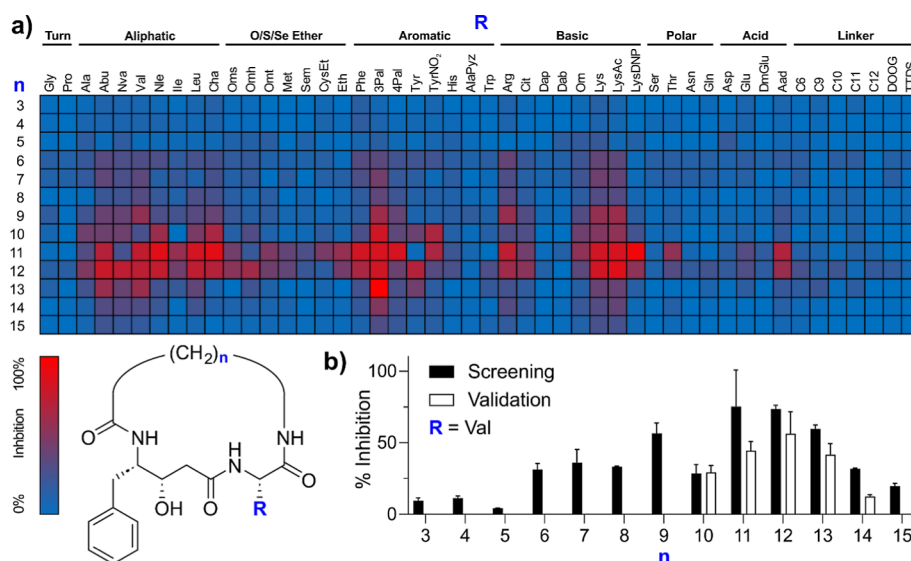 a)
R
Turn Aliphatic O/S/Se Ether Aromatic Basic Polar Acid Linker
n Gly Pro Ala Abu Nva Val Nle Ile Leu Cha Oms Omh Omt Met Sem CysEt Eth Phe 3Pal 4Pal Tyr TyrNO₂ His AlaPyz Trp Arg Cit Dap Dab Orn Lys LysAc LysDNP Ser Thr Asn Gln Asp Glu DmGlu Aad C6 C9 C10 C11 C12 DOOG TTDS
3
4
5
6
7
8
9
10
11
12
13
14
15
100%
Inhbition
0%
(CH₂)n
O
NH
OH
O
H
N
R
NH
O
b)
Screening
Validation
R = Val
% Inhibition
100
50
0
3 4 5 6 7 8 9 10 11 12 13 14 15
n